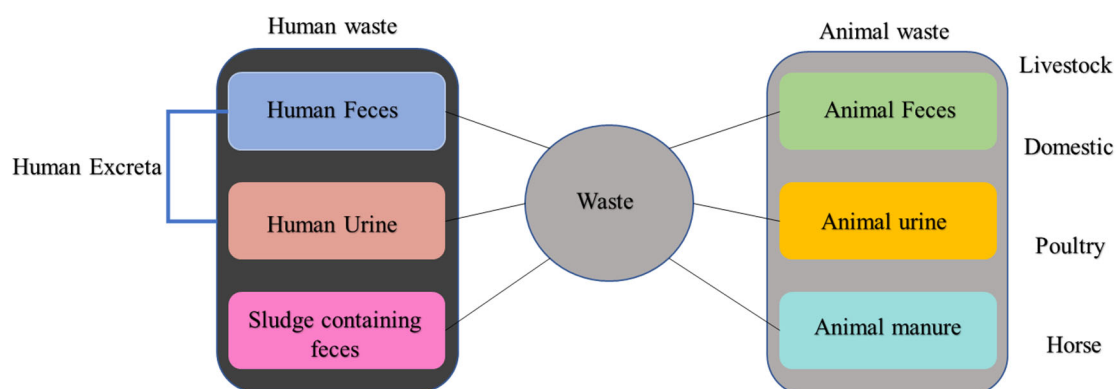 Human waste
Human Excreta
Human Feces
Human Urine
Sludge containing
feces
Waste
Animal waste
Animal Feces
Animal urine
Animal manure
Livestock
Domestic
Poultry
Horse